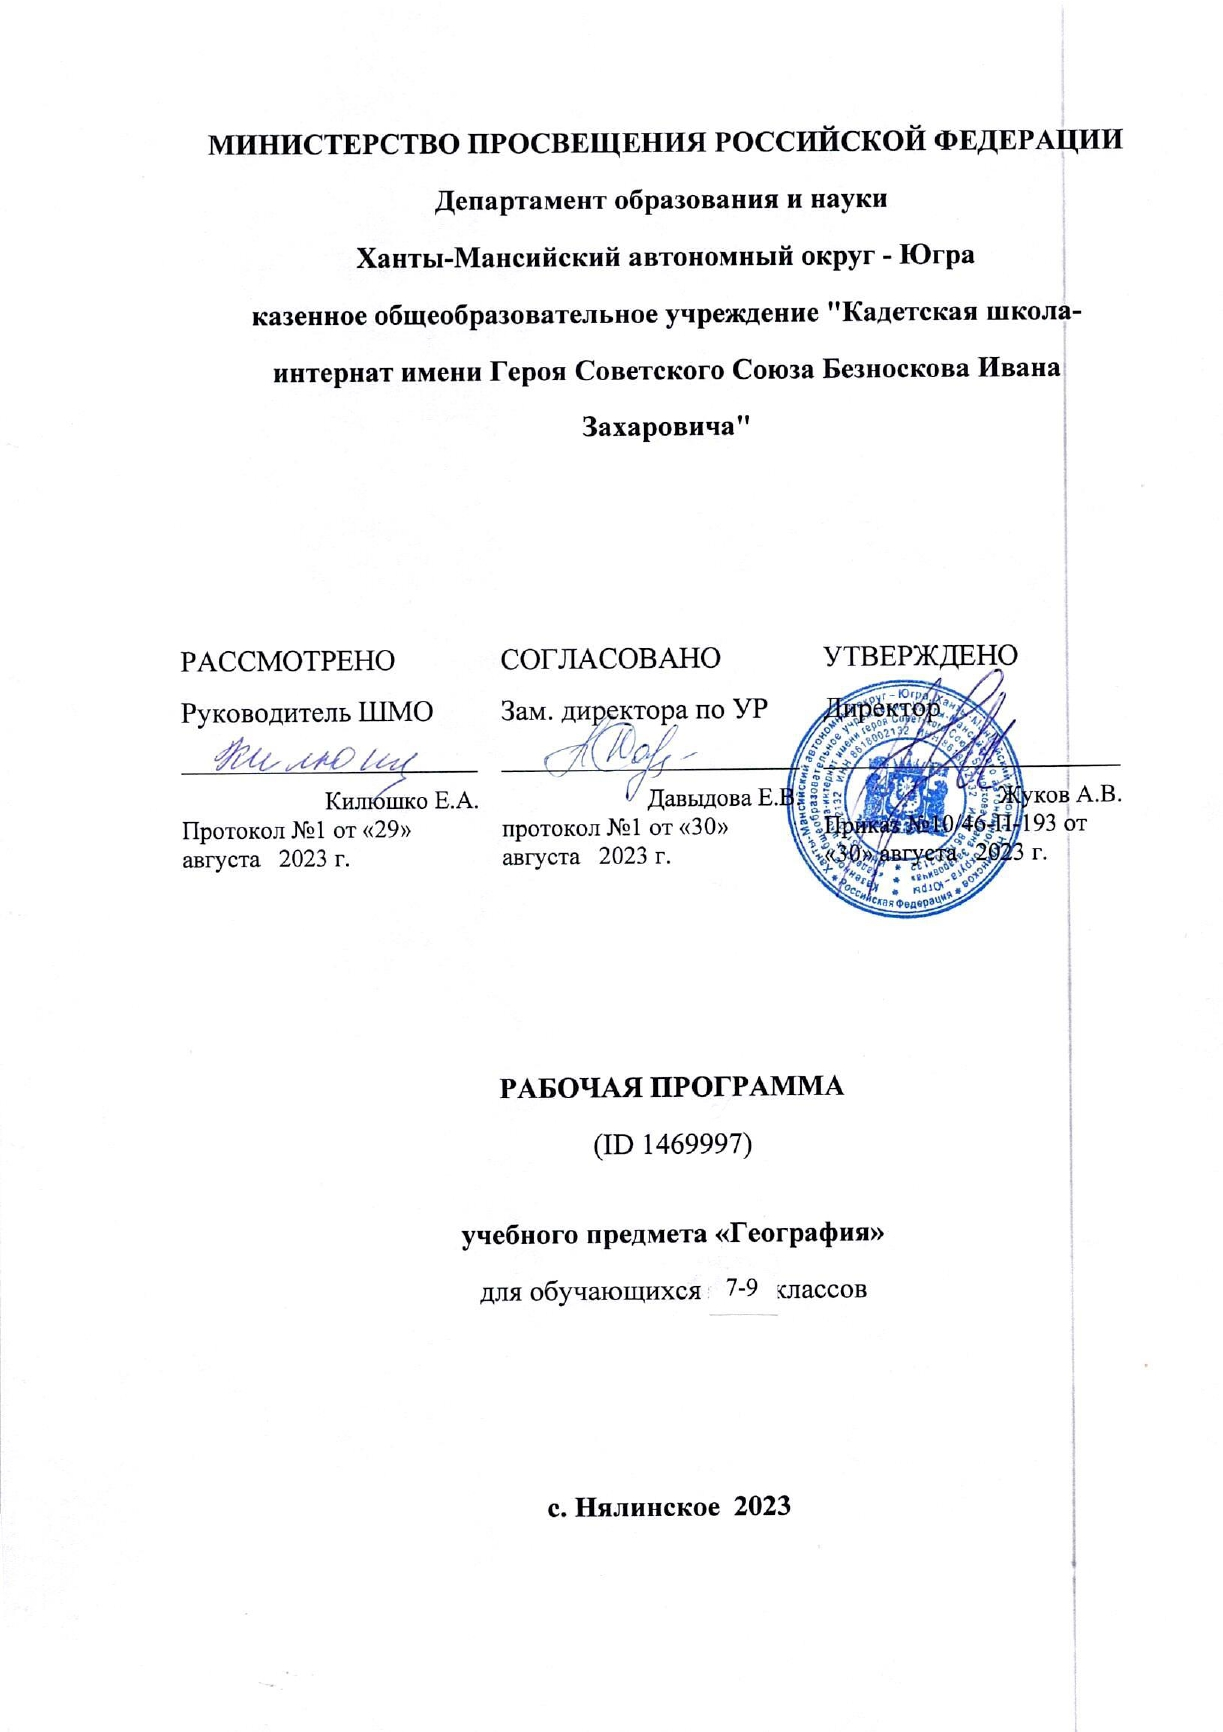 МИНИСТЕРСТВО ПРОСВЕЩЕНИЯ РОССИЙСКОЙ ФЕДЕРАЦИИ
Департамент образования и науки
Ханты-Мансийский автономный округ - Югра
казенное общеобразовательное учреждение "Кадетская школа-
интернат имени Героя Советского Союза Безноскова Ивана
Захаровича"
РАССМОТРЕНО
Руководитель ШМО
Килюшко Е.А.
Протокол №1 от «29»
августа 2023 г.
СОГЛАСОВАНО
Зам. директора по УР
Давыдова Е.В.
протокол №1 от «30»
августа 2023 г.
УТВЕРЖДЕНО
Директор
Жуков А.В.
Приказ №10/46-П-193 от
«30» августа 2023 г.
Российская Федерация
РАБОЧАЯ ПРОГРАММА
(ID 1469997)
учебного предмета «География»
для обучающихся 7-9 классов
с. Нялинское 2023